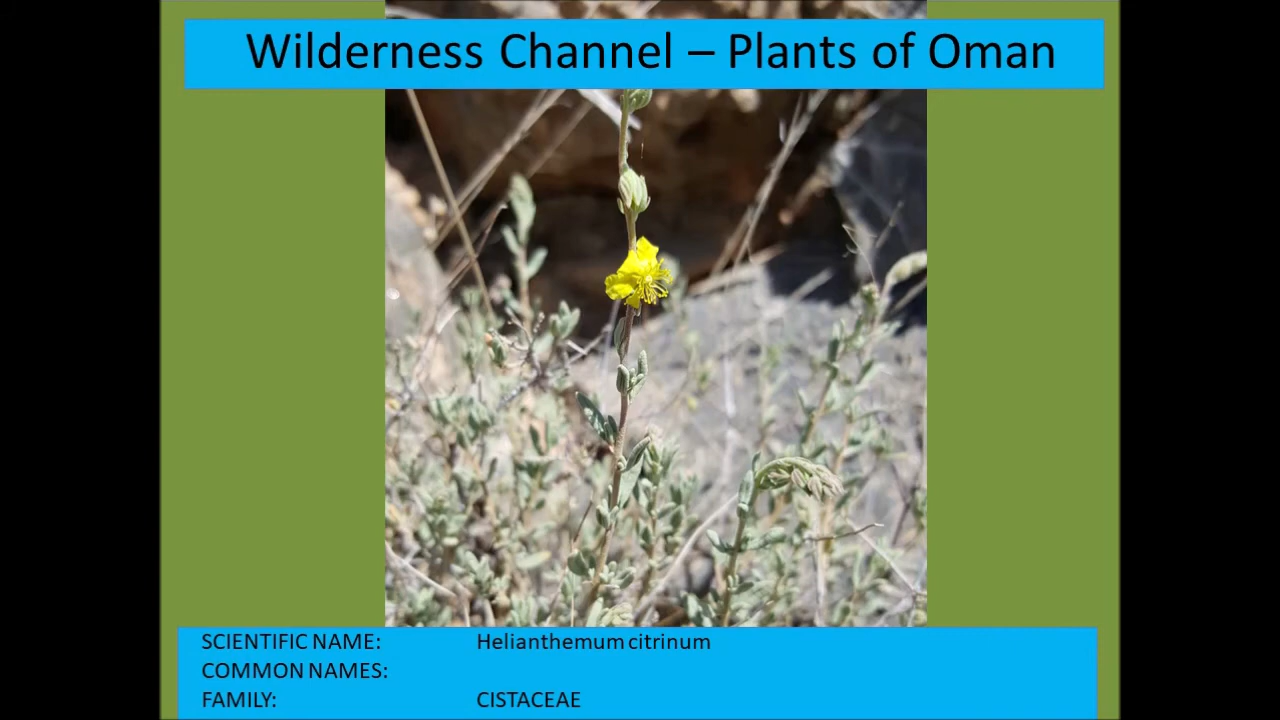 Wilderness Channel – Plants of Oman
SCIENTIFIC NAME: Helianthemum citrinum
COMMON NAMES:
FAMILY: CISTACEAE